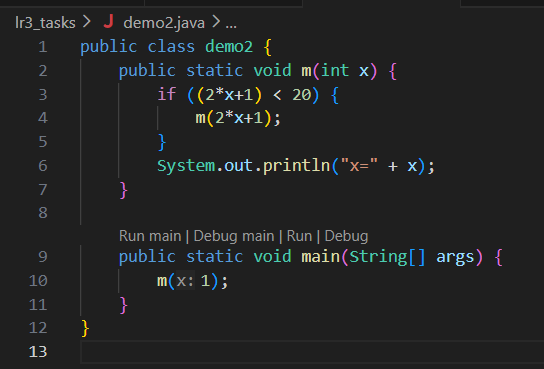 lr3_tasks > J demo2.java > ...
1 public class demo2 {
2 public static void m(int x) {
3 if ((2*x+1) < 20) {
4 m(2*x+1);
5 }
6 System.out.println("x=" + x);
7 }
8
Run main | Debug main | Run | Debug
9 public static void main(String[] args) {
10 m(x: 1);
11 }
12 }
13